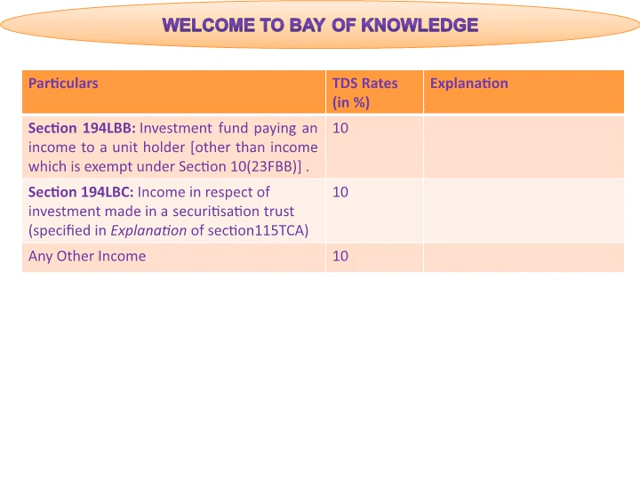 WELCOME TO BAY OF KNOWLEDGE
Particulars
TDS Rates
(in %)
Explanation
Section 194LBB: Investment fund paying an
income to a unit holder [other than income
which is exempt under Section 10(23FBB)] .
10
Section 194LBC: Income in respect of
investment made in a securitisation trust
(specified in Explanation of section115TCA)
10
Any Other Income
10